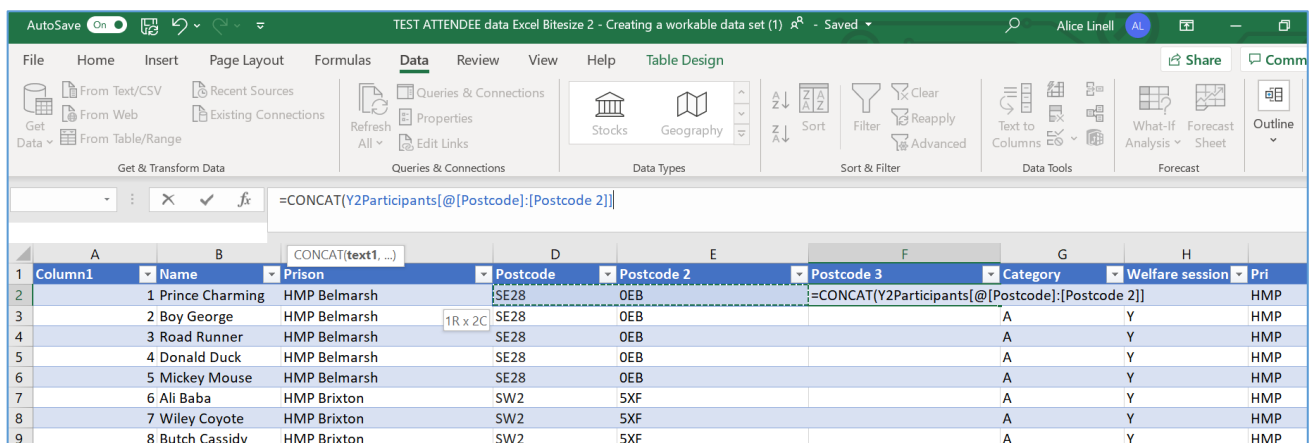 AutoSave On TEST ATTENDEE data Excel Bitesize 2 - Creating a workable data set (1) - Saved Alice Linell AL
File Home Insert Page Layout Formulas Data Review View Help Table Design Share Comm
From Text/CSV Recent Sources Queries & Connections Clear
From Web Existing Connections Properties Reapply
From Table/Range Edit Links Advanced
Get Data Refresh All Stocks Geography Sort Filter Text to Columns What-If Analysis Forecast Sheet Outline
Get & Transform Data Queries & Connections Data Types Sort & Filter Data Tools Forecast
fx =CONCAT(Y2Participants[@[Postcode]:[Postcode 2]]
CONCAT(text1, ...)
A B D E F G H
1 Column1 Name Prison Postcode Postcode 2 Postcode 3 Category Welfare session Pri
2 1 Prince Charming HMP Belmarsh SE28 0EB =CONCAT(Y2Participants[@[Postcode]:[Postcode 2]] HMP
3 2 Boy George HMP Belmarsh 1R x 2C SE28 0EB A Y HMP
4 3 Road Runner HMP Belmarsh SE28 0EB A Y HMP
5 4 Donald Duck HMP Belmarsh SE28 0EB A Y HMP
6 5 Mickey Mouse HMP Belmarsh SE28 0EB A Y HMP
7 6 Ali Baba HMP Brixton SW2 5XF A Y HMP
8 7 Wiley Coyote HMP Brixton SW2 5XF A Y HMP
9 8 Butch Cassidy HMP Brixton SW2 5XF A Y HMP